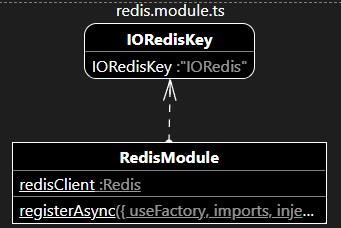 redis.module.ts
IORedisKey
IORedisKey :"IORedis"
RedisModule
redisClient :Redis
registerAsync({ useFactory, imports, inje...